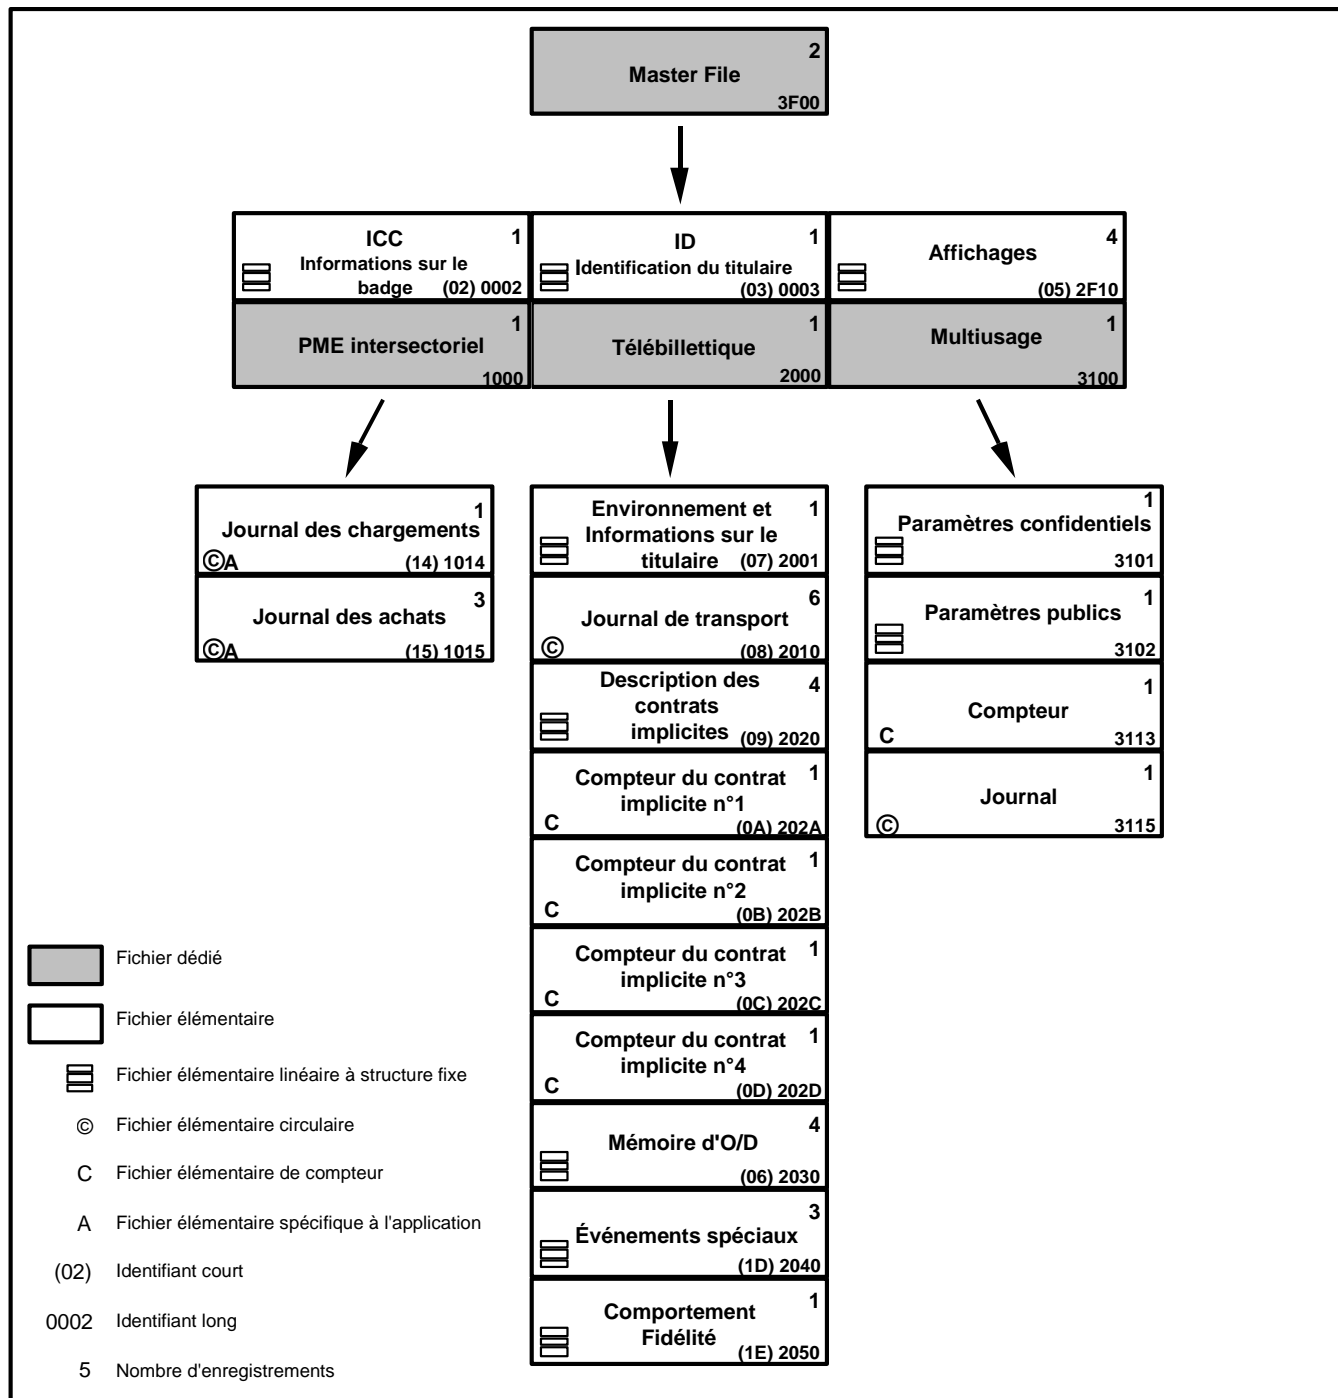 2
Master File
3F00
ICC 1
Informations sur le
badge (02) 0002
ID 1
Identification du titulaire
(03) 0003
4
Affichages
(05) 2F10
1
PME intersectoriel
1000
1
Télébillettique
2000
1
Multiusage
3100
1
Journal des chargements
©A (14) 1014
3
Journal des achats
©A (15) 1015
Environnement et 1
Informations sur le
titulaire (07) 2001
6
Journal de transport
© (08) 2010
Description des 4
contrats
implicites (09) 2020
Compteur du contrat 1
implicite n°1
C (0A) 202A
Compteur du contrat 1
implicite n°2
C (0B) 202B
Compteur du contrat 1
implicite n°3
C (0C) 202C
Compteur du contrat 1
implicite n°4
C (0D) 202D
4
Mémoire d'O/D
(06) 2030
3
Événements spéciaux
(1D) 2040
1
Comportement
Fidélité
(1E) 2050
1
Paramètres confidentiels
3101
1
Paramètres publics
3102
1
Compteur
C 3113
1
Journal
© 3115
Fichier dédié
Fichier élémentaire
Fichier élémentaire linéaire à structure fixe
© Fichier élémentaire circulaire
C Fichier élémentaire de compteur
A Fichier élémentaire spécifique à l'application
(02) Identifiant court
0002 Identifiant long
5 Nombre d'enregistrements